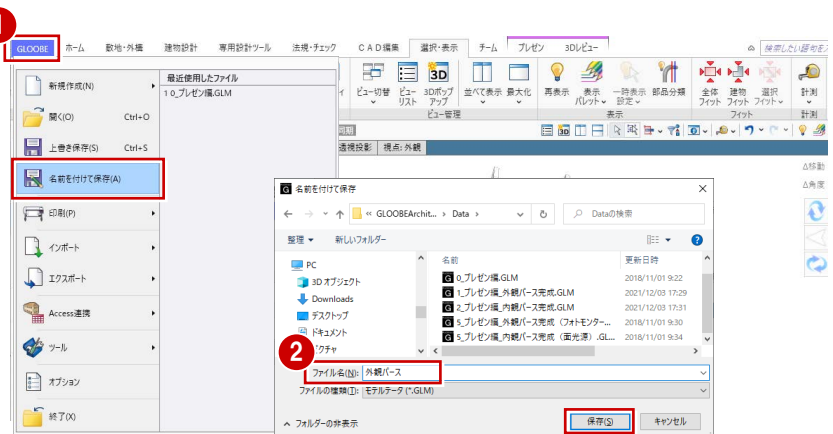 1
GLOOBE ホーム 敷地・外構 建物設計 専用設計ツール 法規・チェック CAD編集 選択・表示 チーム プレゼン 3Dレビュー 検索したい語句を
ビュー切替 ビューリスト 3Dポップアップ 並べて表示 最大化 再表示 表示パレット 一時表示設定 部品分類 全体フィット 建物フィット 選択フィット 計測
ビュー管理 表示 フィット 計測
透視投影 視点:外観
新規作成(N)
開く(O) Ctrl+O
上書き保存(S) Ctrl+S
名前を付けて保存(A)
印刷(P)
インポート
エクスポート
Access連携
ツール
オプション
終了(X)
最近使用したファイル
10_プレゼン編.GLM
Δ移動
Δ角度
名前を付けて保存
« GLOOBEArchit... › Data › Dataの検索
整理 新しいフォルダー
PC
3D オブジェクト
Downloads
デスクトップ
ドキュメント
ピクチャ
名前 更新日時
0_プレゼン編.GLM 2018/11/01 9:22
1_プレゼン編_外観パース完成.GLM 2021/12/03 17:29
2_プレゼン編_内観パース完成.GLM 2021/12/03 17:31
5_プレゼン編_外観パース完成（フォトモンター... 2018/11/01 9:30
5_プレゼン編_内観パース完成（面光源）.GL... 2018/11/01 9:34
2
ファイル名(N): 外観パース
ファイルの種類(T): モデルデータ (*.GLM)
フォルダーの非表示 保存(S) キャンセル